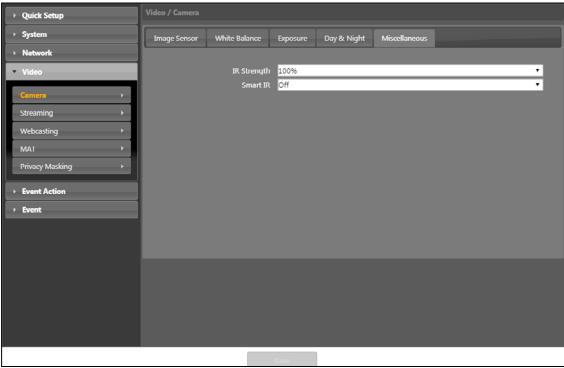 Quick Setup
System
Network
Video
Camera
Streaming
Webcasting
MAT
Privacy Masking
Event Action
Event
Video / Camera
Image Sensor
White Balance
Exposure
Day & Night
Miscellaneous
IR Strength 100%
Smart IR Off
Save